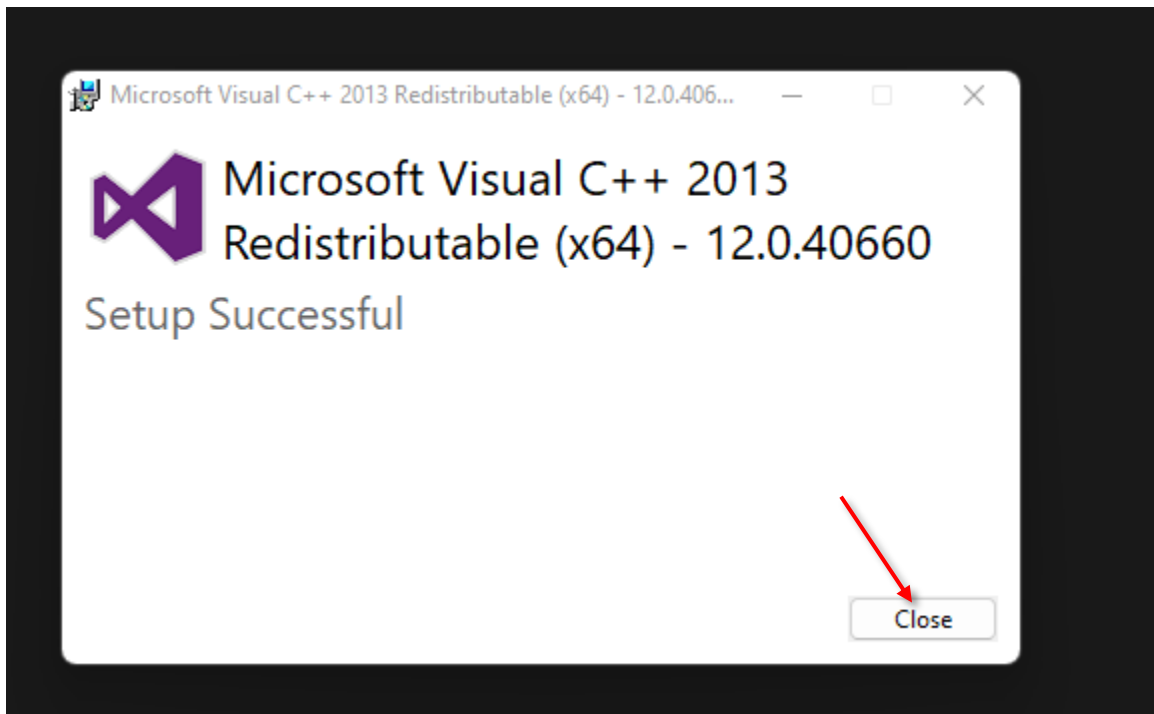 Microsoft Visual C++ 2013 Redistributable (x64) - 12.0.406...
Microsoft Visual C++ 2013
Redistributable (x64) - 12.0.40660
Setup Successful
Close